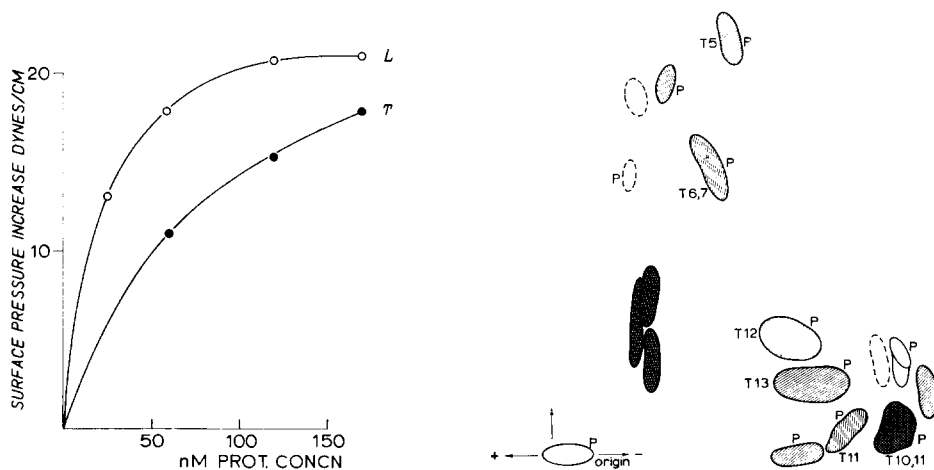 SURFACE PRESSURE INCREASE DYNES/CM
20
10
50
100
150
nM PROT. CONCN
L
T
T5
P
P
P
P
T6,7
T12
P
P
T13
P
P
P
T11
P
T10,11
P
+
origin
-